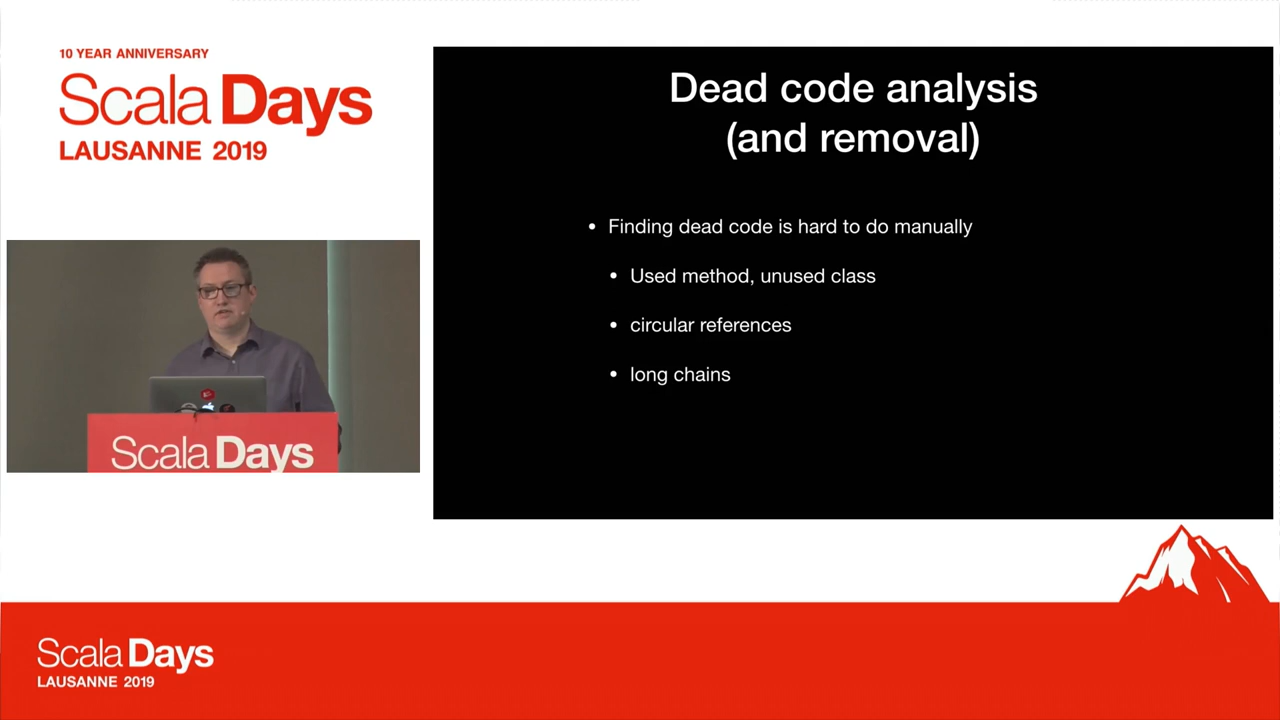 10 YEAR ANNIVERSARY
Scala Days
LAUSANNE 2019
Dead code analysis
(and removal)
• Finding dead code is hard to do manually
• Used method, unused class
• circular references
• long chains
Scala Days
Scala Days
LAUSANNE 2019